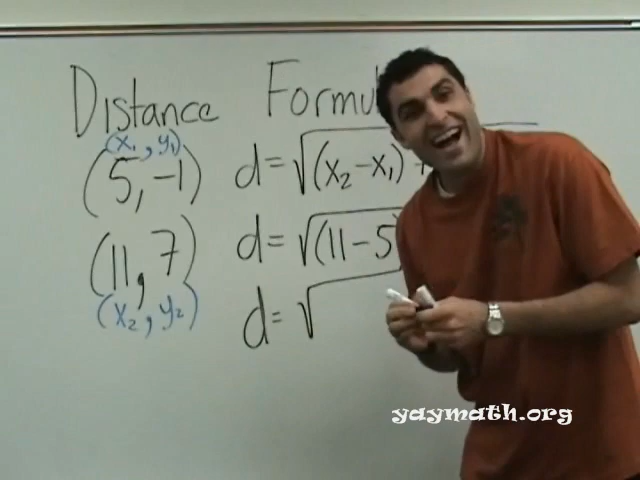 Distance Formu
(x₁, y₁)
(5, -1)
d = √(x₂ - x₁) +
(11, 7)
d = √(11 - 5)
(x₂, y₂)
d = √
yaymath.org